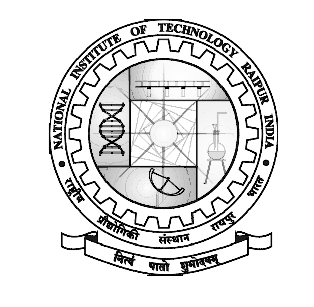 NATIONAL INSTITUTE OF TECHNOLOGY RAIPUR INDIA
राष्ट्रीय प्रौद्योगिकी संस्थान रायपुर भारत
नित्यं यातो शुभोदयम्